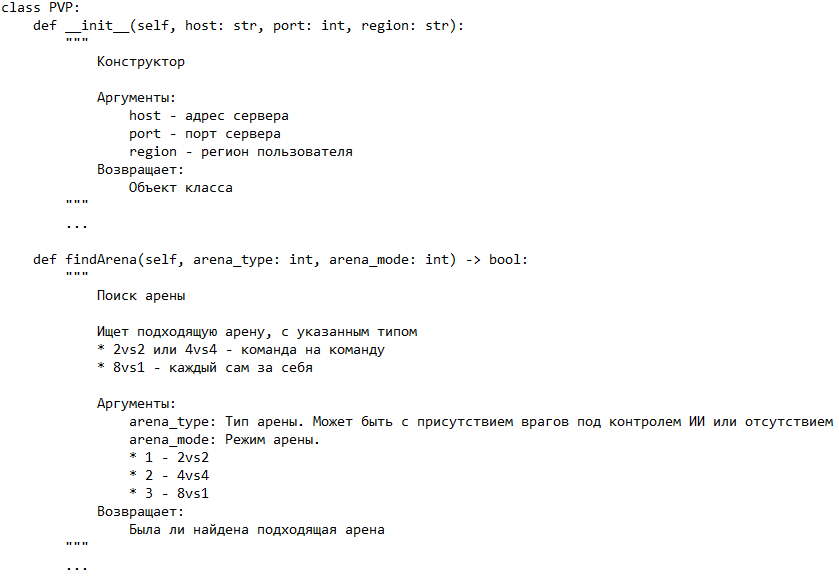 class PVP:
    def __init__(self, host: str, port: int, region: str):
        """
            Конструктор

            Аргументы:
                host - адрес сервера
                port - порт сервера
                region - регион пользователя
            Возвращает:
                Объект класса
        """
        ...

    def findArena(self, arena_type: int, arena_mode: int) -> bool:
        """
            Поиск арены

            Ищет подходящую арену, с указанным типом
            * 2vs2 или 4vs4 - команда на команду
            * 8vs1 - каждый сам за себя

            Аргументы:
                arena_type: Тип арены. Может быть с присутствием врагов под контролем ИИ или отсутствием
                arena_mode: Режим арены.
                * 1 - 2vs2
                * 2 - 4vs4
                * 3 - 8vs1
            Возвращает:
                Была ли найдена подходящая арена
        """
        ...